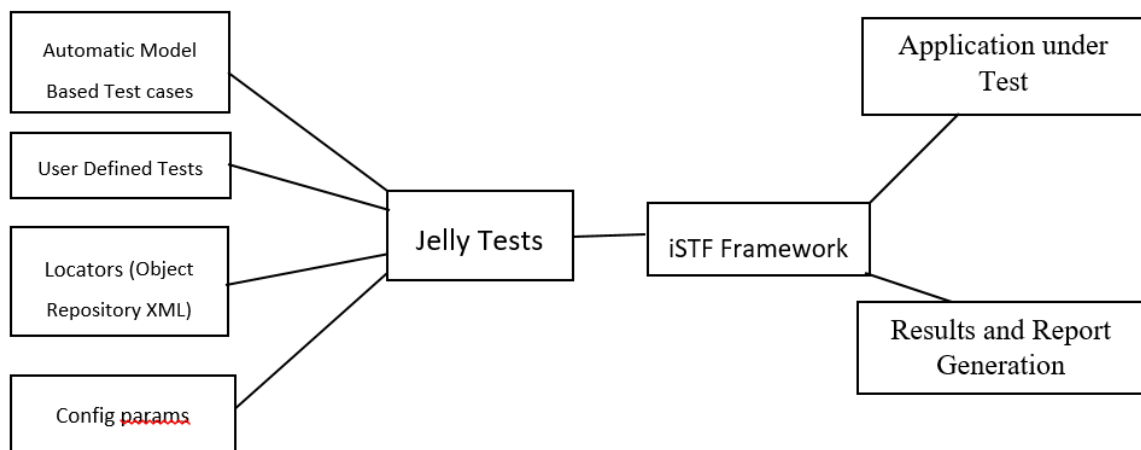 Automatic Model
Based Test cases
User Defined Tests
Locators (Object
Repository XML)
Config params
Jelly Tests
iSTF Framework
Application under
Test
Results and Report
Generation